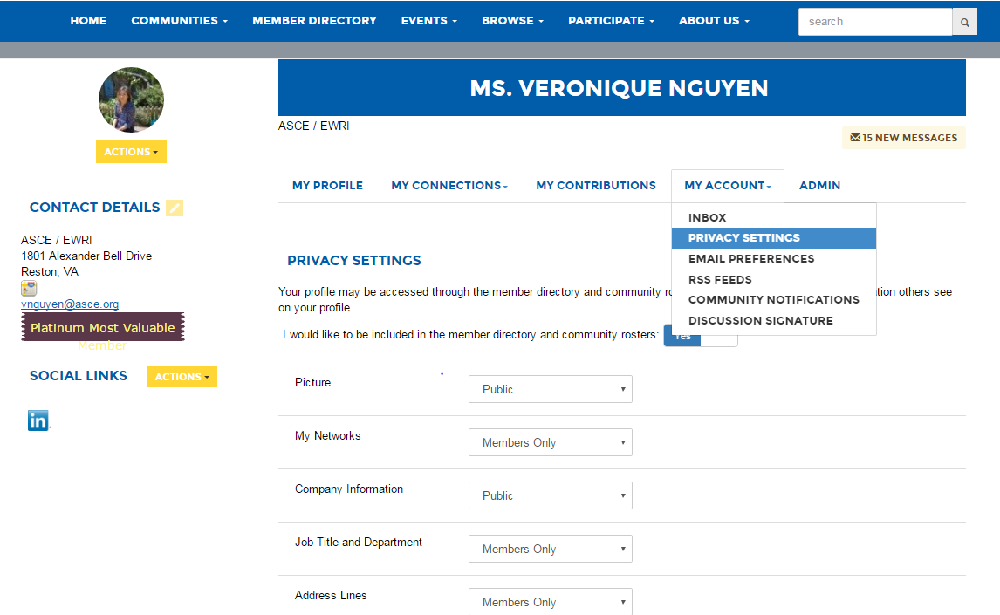 HOME COMMUNITIES MEMBER DIRECTORY EVENTS BROWSE PARTICIPATE ABOUT US search
MS. VERONIQUE NGUYEN
ACTIONS
ASCE / EWRI
15 NEW MESSAGES
MY PROFILE MY CONNECTIONS MY CONTRIBUTIONS MY ACCOUNT ADMIN
INBOX
PRIVACY SETTINGS
EMAIL PREFERENCES
RSS FEEDS
COMMUNITY NOTIFICATIONS
DISCUSSION SIGNATURE
CONTACT DETAILS
ASCE / EWRI
1801 Alexander Bell Drive
Reston, VA
vnguyen@asce.org
Platinum Most Valuable
Member
SOCIAL LINKS ACTIONS
in
PRIVACY SETTINGS
Your profile may be accessed through the member directory and community others see
on your profile.
I would like to be included in the member directory and community rosters: Yes
Picture Public
My Networks Members Only
Company Information Public
Job Title and Department Members Only
Address Lines Members Only